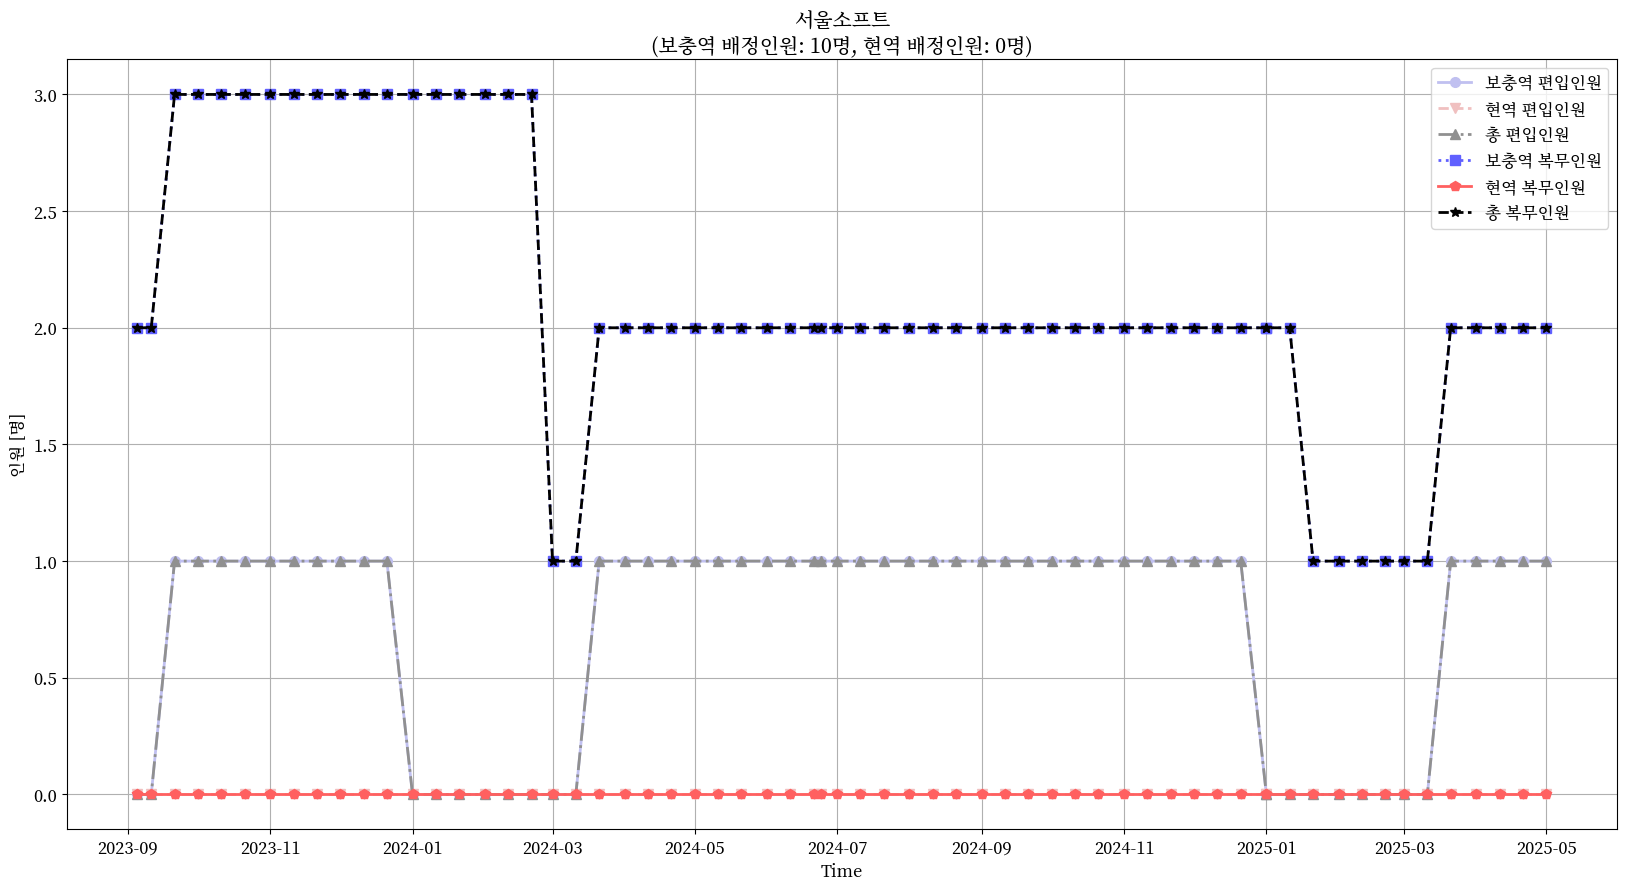 서울소프트
(보충역 배정인원: 10명, 현역 배정인원: 0명)
보충역 편입인원
현역 편입인원
총 편입인원
보충역 복무인원
현역 복무인원
총 복무인원
인원 [명]
3.0
2.5
2.0
1.5
1.0
0.5
0.0
2023-09 2023-11 2024-01 2024-03 2024-05 2024-07 2024-09 2024-11 2025-01 2025-03 2025-05
Time